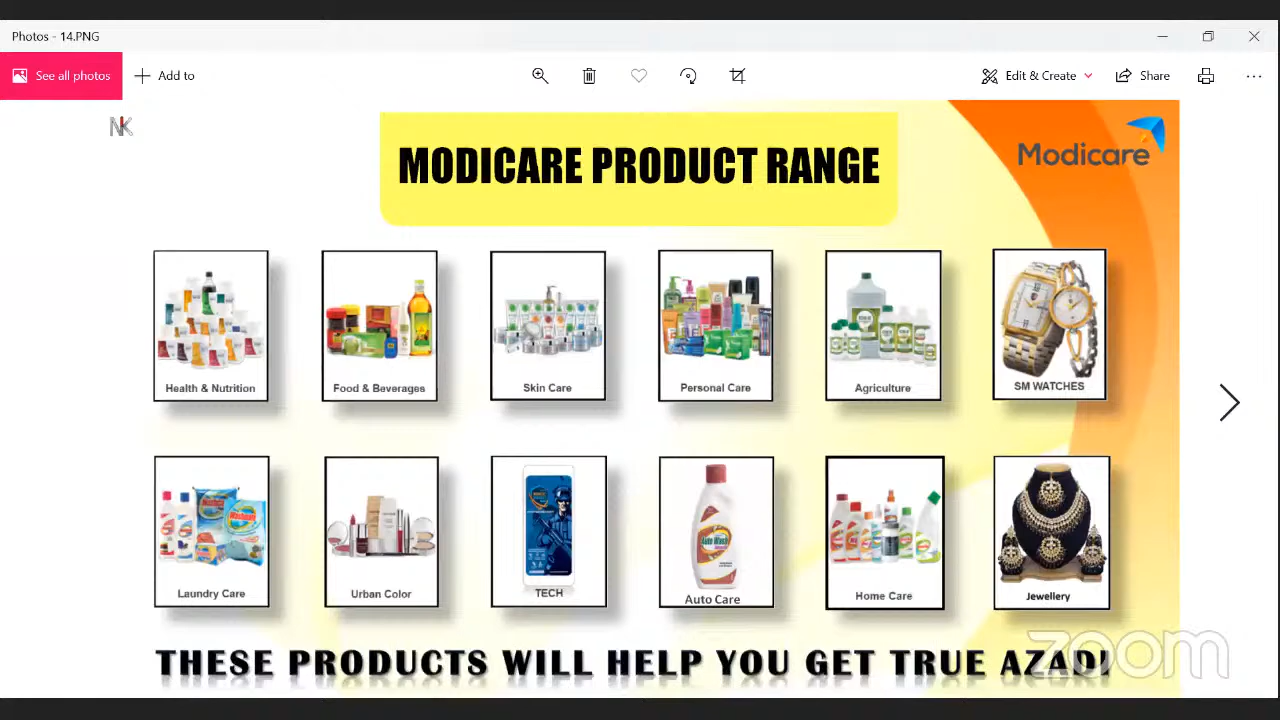 Photos - 14.PNG
See all photos
Add to
Edit & Create
Share
NK
MODICARE PRODUCT RANGE
Modicare
Health & Nutrition
Food & Beverages
Skin Care
Personal Care
Agriculture
SM WATCHES
Laundry Care
Urban Color
TECH
Auto Wash
Auto Care
Home Care
Jewellery
THESE PRODUCTS WILL HELP YOU GET TRUE AZADI
zoom